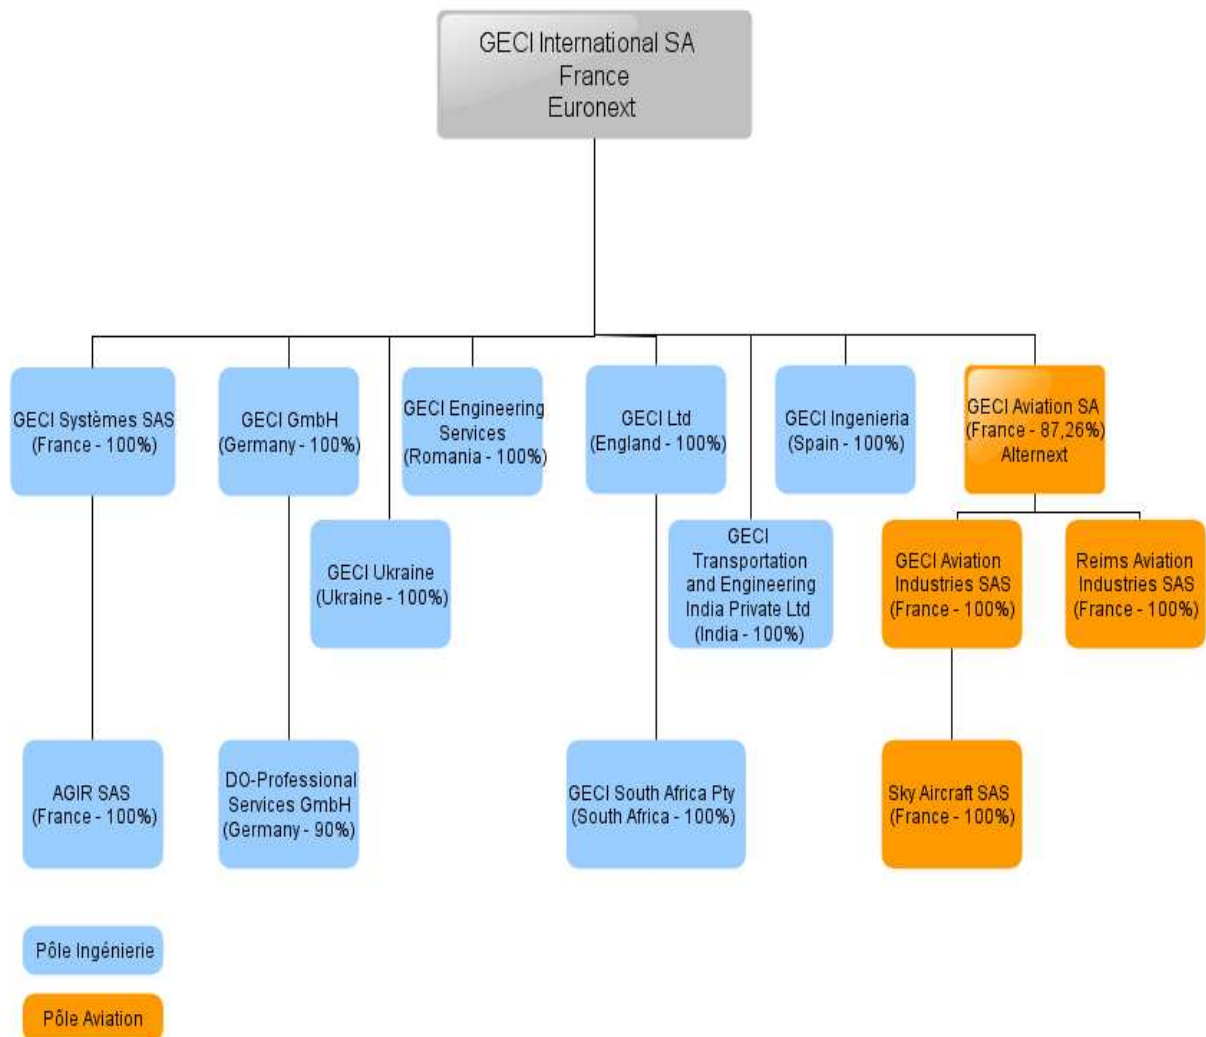 GECI International SA
France
Euronext
GECI Systèmes SAS
(France - 100%)
GECI GmbH
(Germany - 100%)
GECI Engineering
Services
(Romania - 100%)
GECI Ltd
(England - 100%)
GECI Ingenieria
(Spain - 100%)
GECI Aviation SA
(France - 87,26%)
Alternext
GECI Ukraine
(Ukraine - 100%)
GECI
Transportation
and Engineering
India Private Ltd
(India - 100%)
GECI Aviation
Industries SAS
(France - 100%)
Reims Aviation
Industries SAS
(France - 100%)
AGIR SAS
(France - 100%)
DO-Professional
Services GmbH
(Germany - 90%)
GECI South Africa Pty
(South Africa - 100%)
Sky Aircraft SAS
(France - 100%)
Pôle Ingénierie
Pôle Aviation